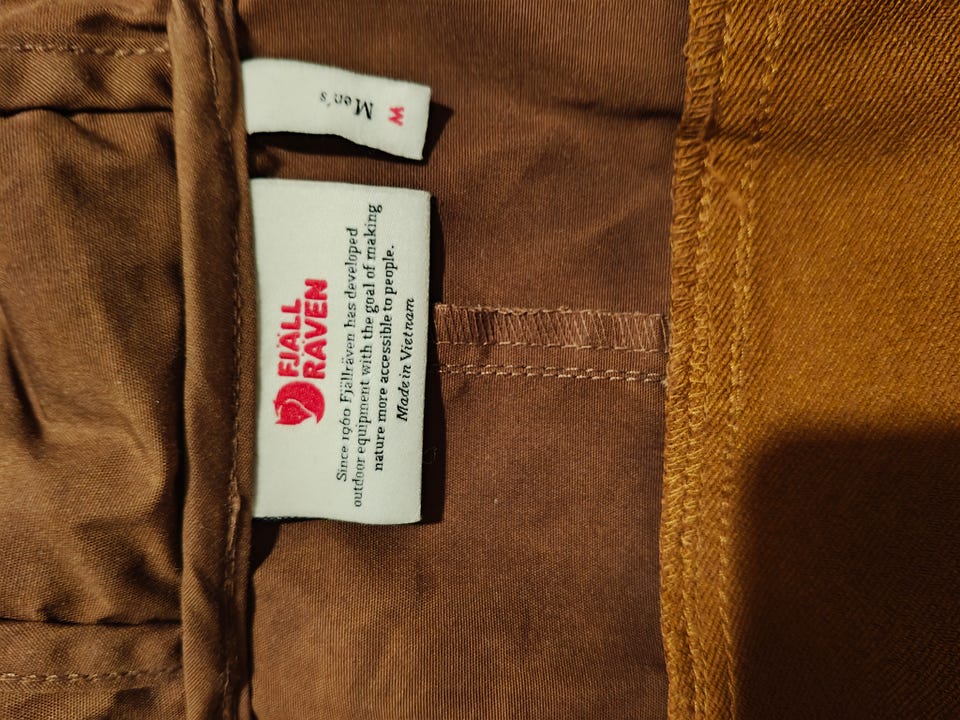 M Men's
FJÄLL
RÄVEN
Since 1960 Fjällräven has developed
outdoor equipment with the goal of making
nature more accessible to people.
Made in Vietnam